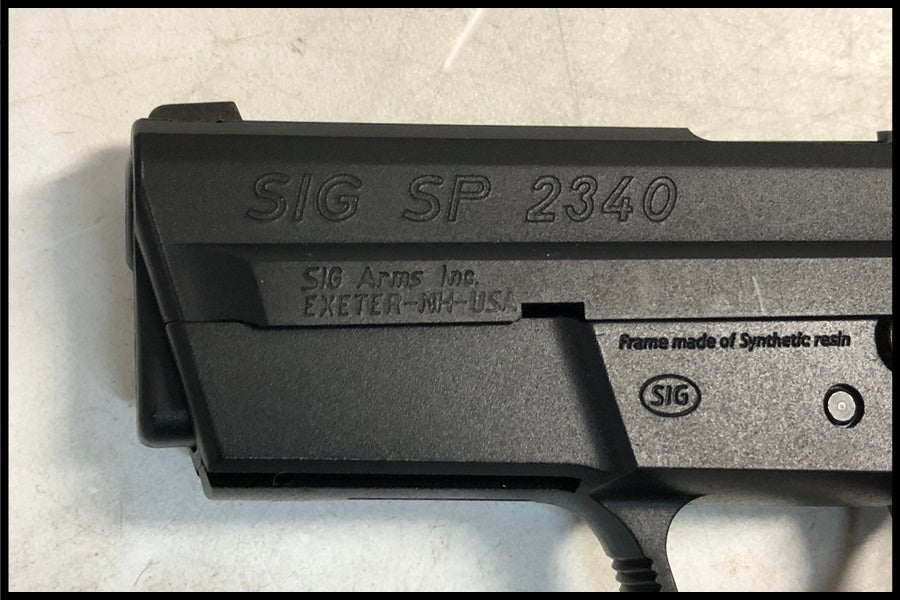 SIG SP 2340
SIG Arms Inc.
EXETER-NH-USA
Frame made of Synthetic resin
SIG